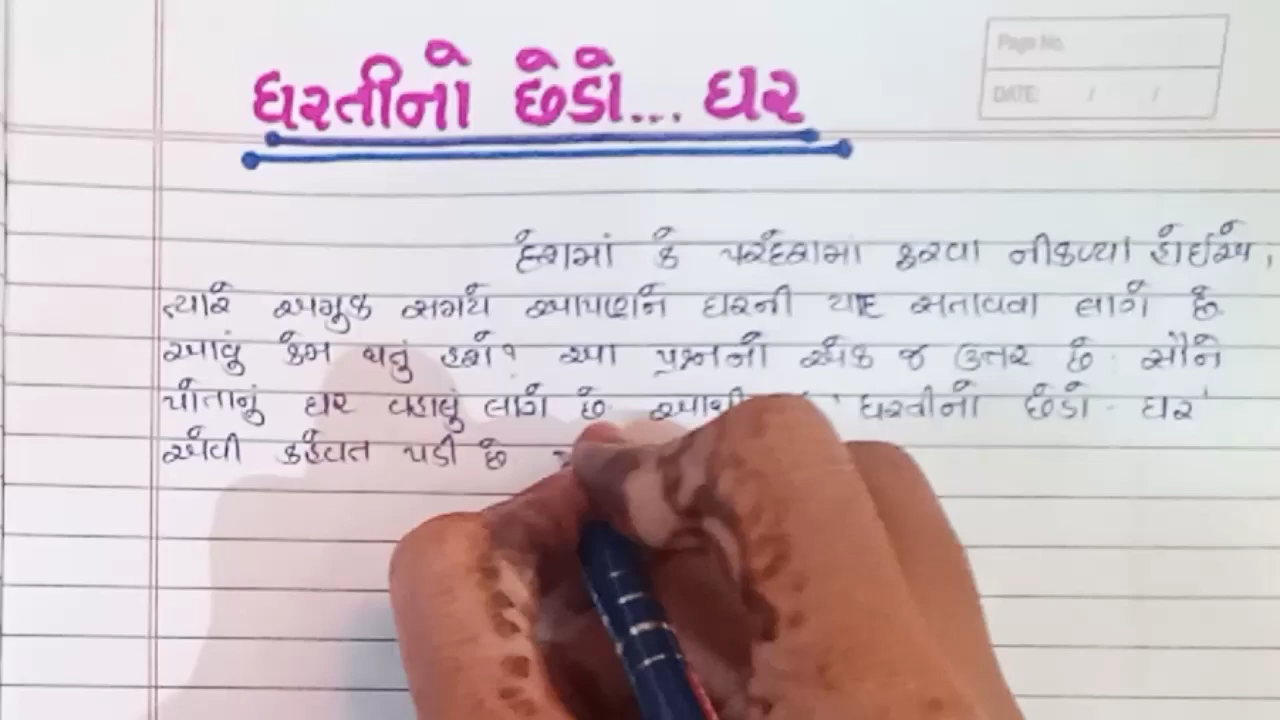 Page No.
DATE: / /
ધરતીનો છેડો... ઘર
દેશમાં કે પરદેશમાં ફરવા નીકળ્યા હોઈએ,
ત્યારે અમુક સમયે આપણને ઘરની યાદ સતાવવા લાગે છે.
આવું કેમ થતું હશે? આ પ્રશ્નનો એક જ ઉત્તર છે. સૌને
પોતાનું ઘર વહાલુ લાગે છે. આથી 'ધરતીનો છેડો - ઘર'
એવી કહેવત પડી છે